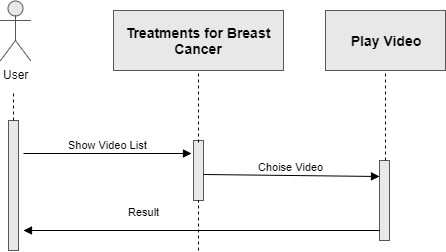 Treatments for Breast
Cancer
Play Video
User
Show Video List
Choise Video
Result